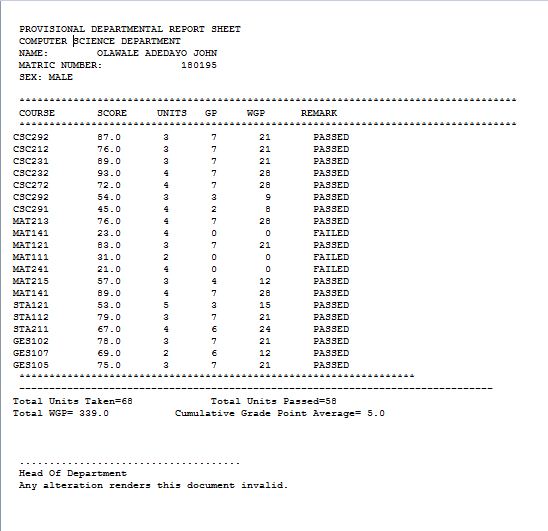 PROVISIONAL DEPARTMENTAL REPORT SHEET
COMPUTER SCIENCE DEPARTMENT
NAME: OLAWALE ADEDAYO JOHN
MATRIC NUMBER: 180195
SEX: MALE
COURSE SCORE UNITS GP WGP REMARK
CSC292 87.0 3 7 21 PASSED
CSC212 76.0 3 7 21 PASSED
CSC231 89.0 3 7 21 PASSED
CSC232 93.0 4 7 28 PASSED
CSC272 72.0 4 7 28 PASSED
CSC292 54.0 3 3 9 PASSED
CSC291 45.0 4 2 8 PASSED
MAT213 76.0 4 7 28 PASSED
MAT141 23.0 4 0 0 FAILED
MAT121 83.0 3 7 21 PASSED
MAT111 31.0 2 0 0 FAILED
MAT241 21.0 4 0 0 FAILED
MAT215 57.0 3 4 12 PASSED
MAT141 89.0 4 7 28 PASSED
STA121 53.0 5 3 15 PASSED
STA112 79.0 3 7 21 PASSED
STA211 67.0 4 6 24 PASSED
GES102 78.0 3 7 21 PASSED
GES107 69.0 2 6 12 PASSED
GES105 75.0 3 7 21 PASSED
Total Units Taken=68 Total Units Passed=58
Total WGP= 339.0 Cumulative Grade Point Average= 5.0
Head Of Department
Any alteration renders this document invalid.